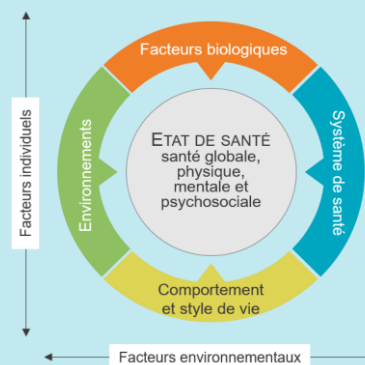 Facteurs biologiques
Facteurs individuels
Environnements
ETAT DE SANTÉ
santé globale,
physique,
mentale et
psychosociale
Système de santé
Comportement
et style de vie
Facteurs environnementaux